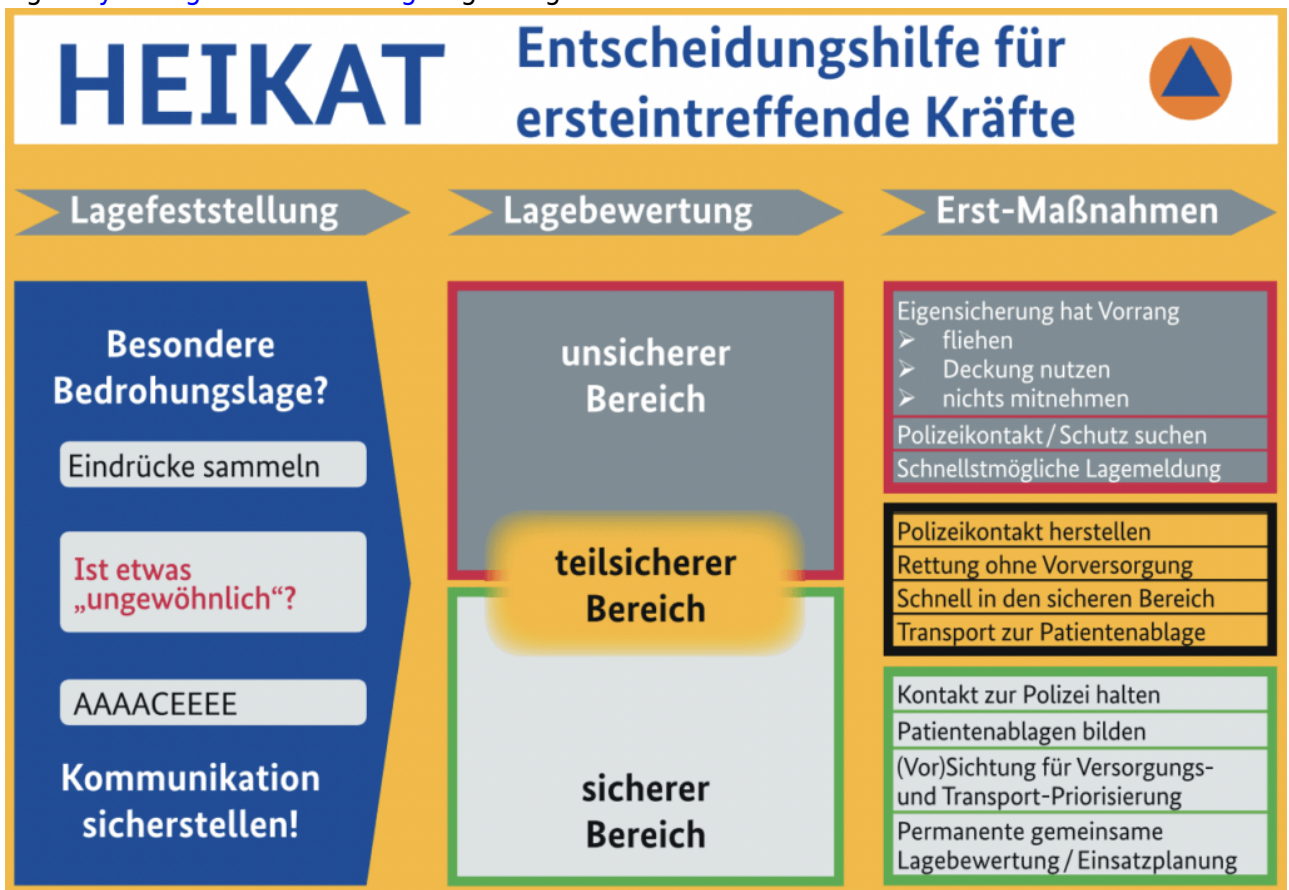 HEIKAT
Entscheidungshilfe für
ersteintreffende Kräfte
Lagefeststellung
Lagebewertung
Erst-Maßnahmen
Besondere
Bedrohungslage?
Eindrücke sammeln
Ist etwas
„ungewöhnlich“?
AAAACEEEE
Kommunikation
sicherstellen!
unsicherer
Bereich
teilsicherer
Bereich
sicherer
Bereich
Eigensicherung hat Vorrang
➢ fliehen
➢ Deckung nutzen
➢ nichts mitnehmen
Polizeikontakt / Schutz suchen
Schnellstmögliche Lagemeldung
Polizeikontakt herstellen
Rettung ohne Vorversorgung
Schnell in den sicheren Bereich
Transport zur Patientenablage
Kontakt zur Polizei halten
Patientenablagen bilden
(Vor)Sichtung für Versorgungs-
und Transport-Priorisierung
Permanente gemeinsame
Lagebewertung / Einsatzplanung